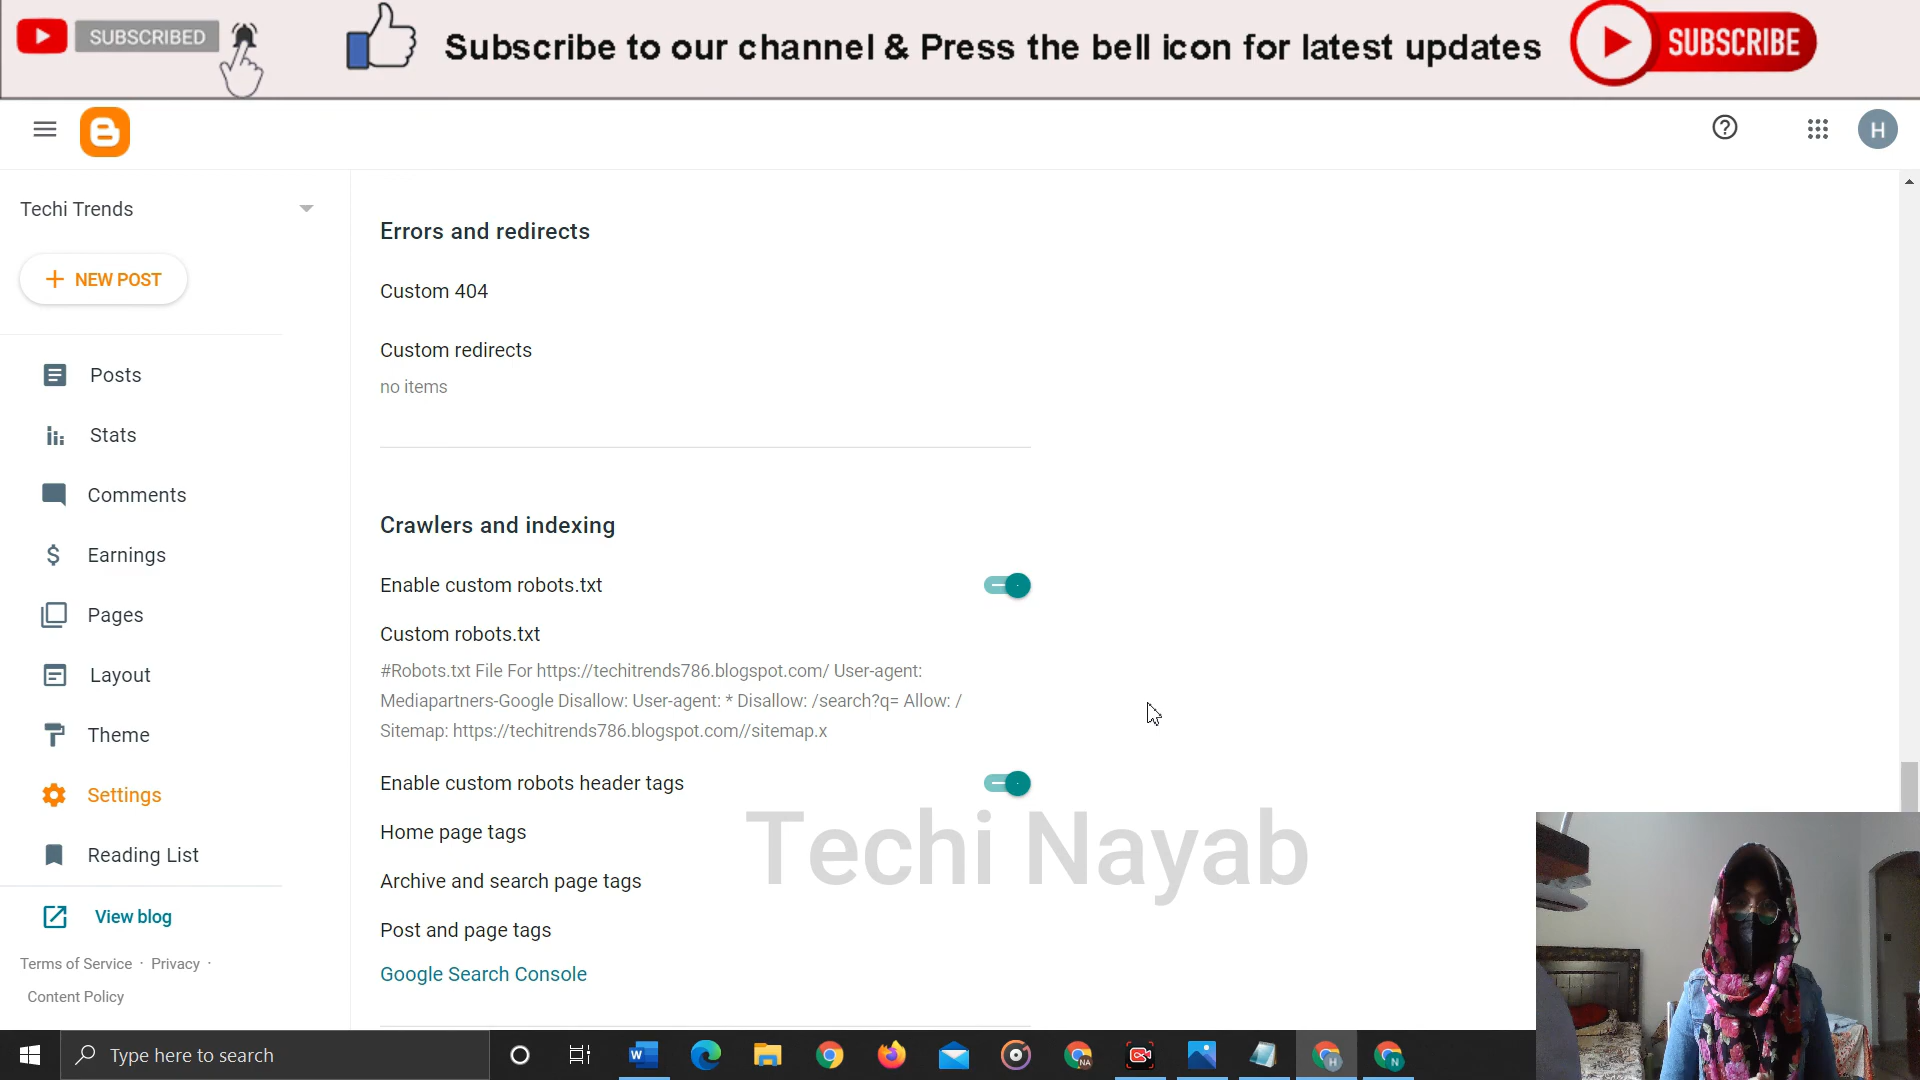 SUBSCRIBED
Subscribe to our channel & Press the bell icon for latest updates
SUBSCRIBE
H
Techi Trends
NEW POST
Posts
Stats
Comments
Earnings
Pages
Layout
Theme
Settings
Reading List
View blog
Terms of Service · Privacy ·
Content Policy
Errors and redirects
Custom 404
Custom redirects
no items
Crawlers and indexing
Enable custom robots.txt
Custom robots.txt
#Robots.txt File For https://techitrends786.blogspot.com/ User-agent:
Mediapartners-Google Disallow: User-agent: * Disallow: /search?q= Allow: /
Sitemap: https://techitrends786.blogspot.com//sitemap.x
Enable custom robots header tags
Home page tags
Archive and search page tags
Post and page tags
Google Search Console
Techi Nayab
Type here to search
W
NA
H
N